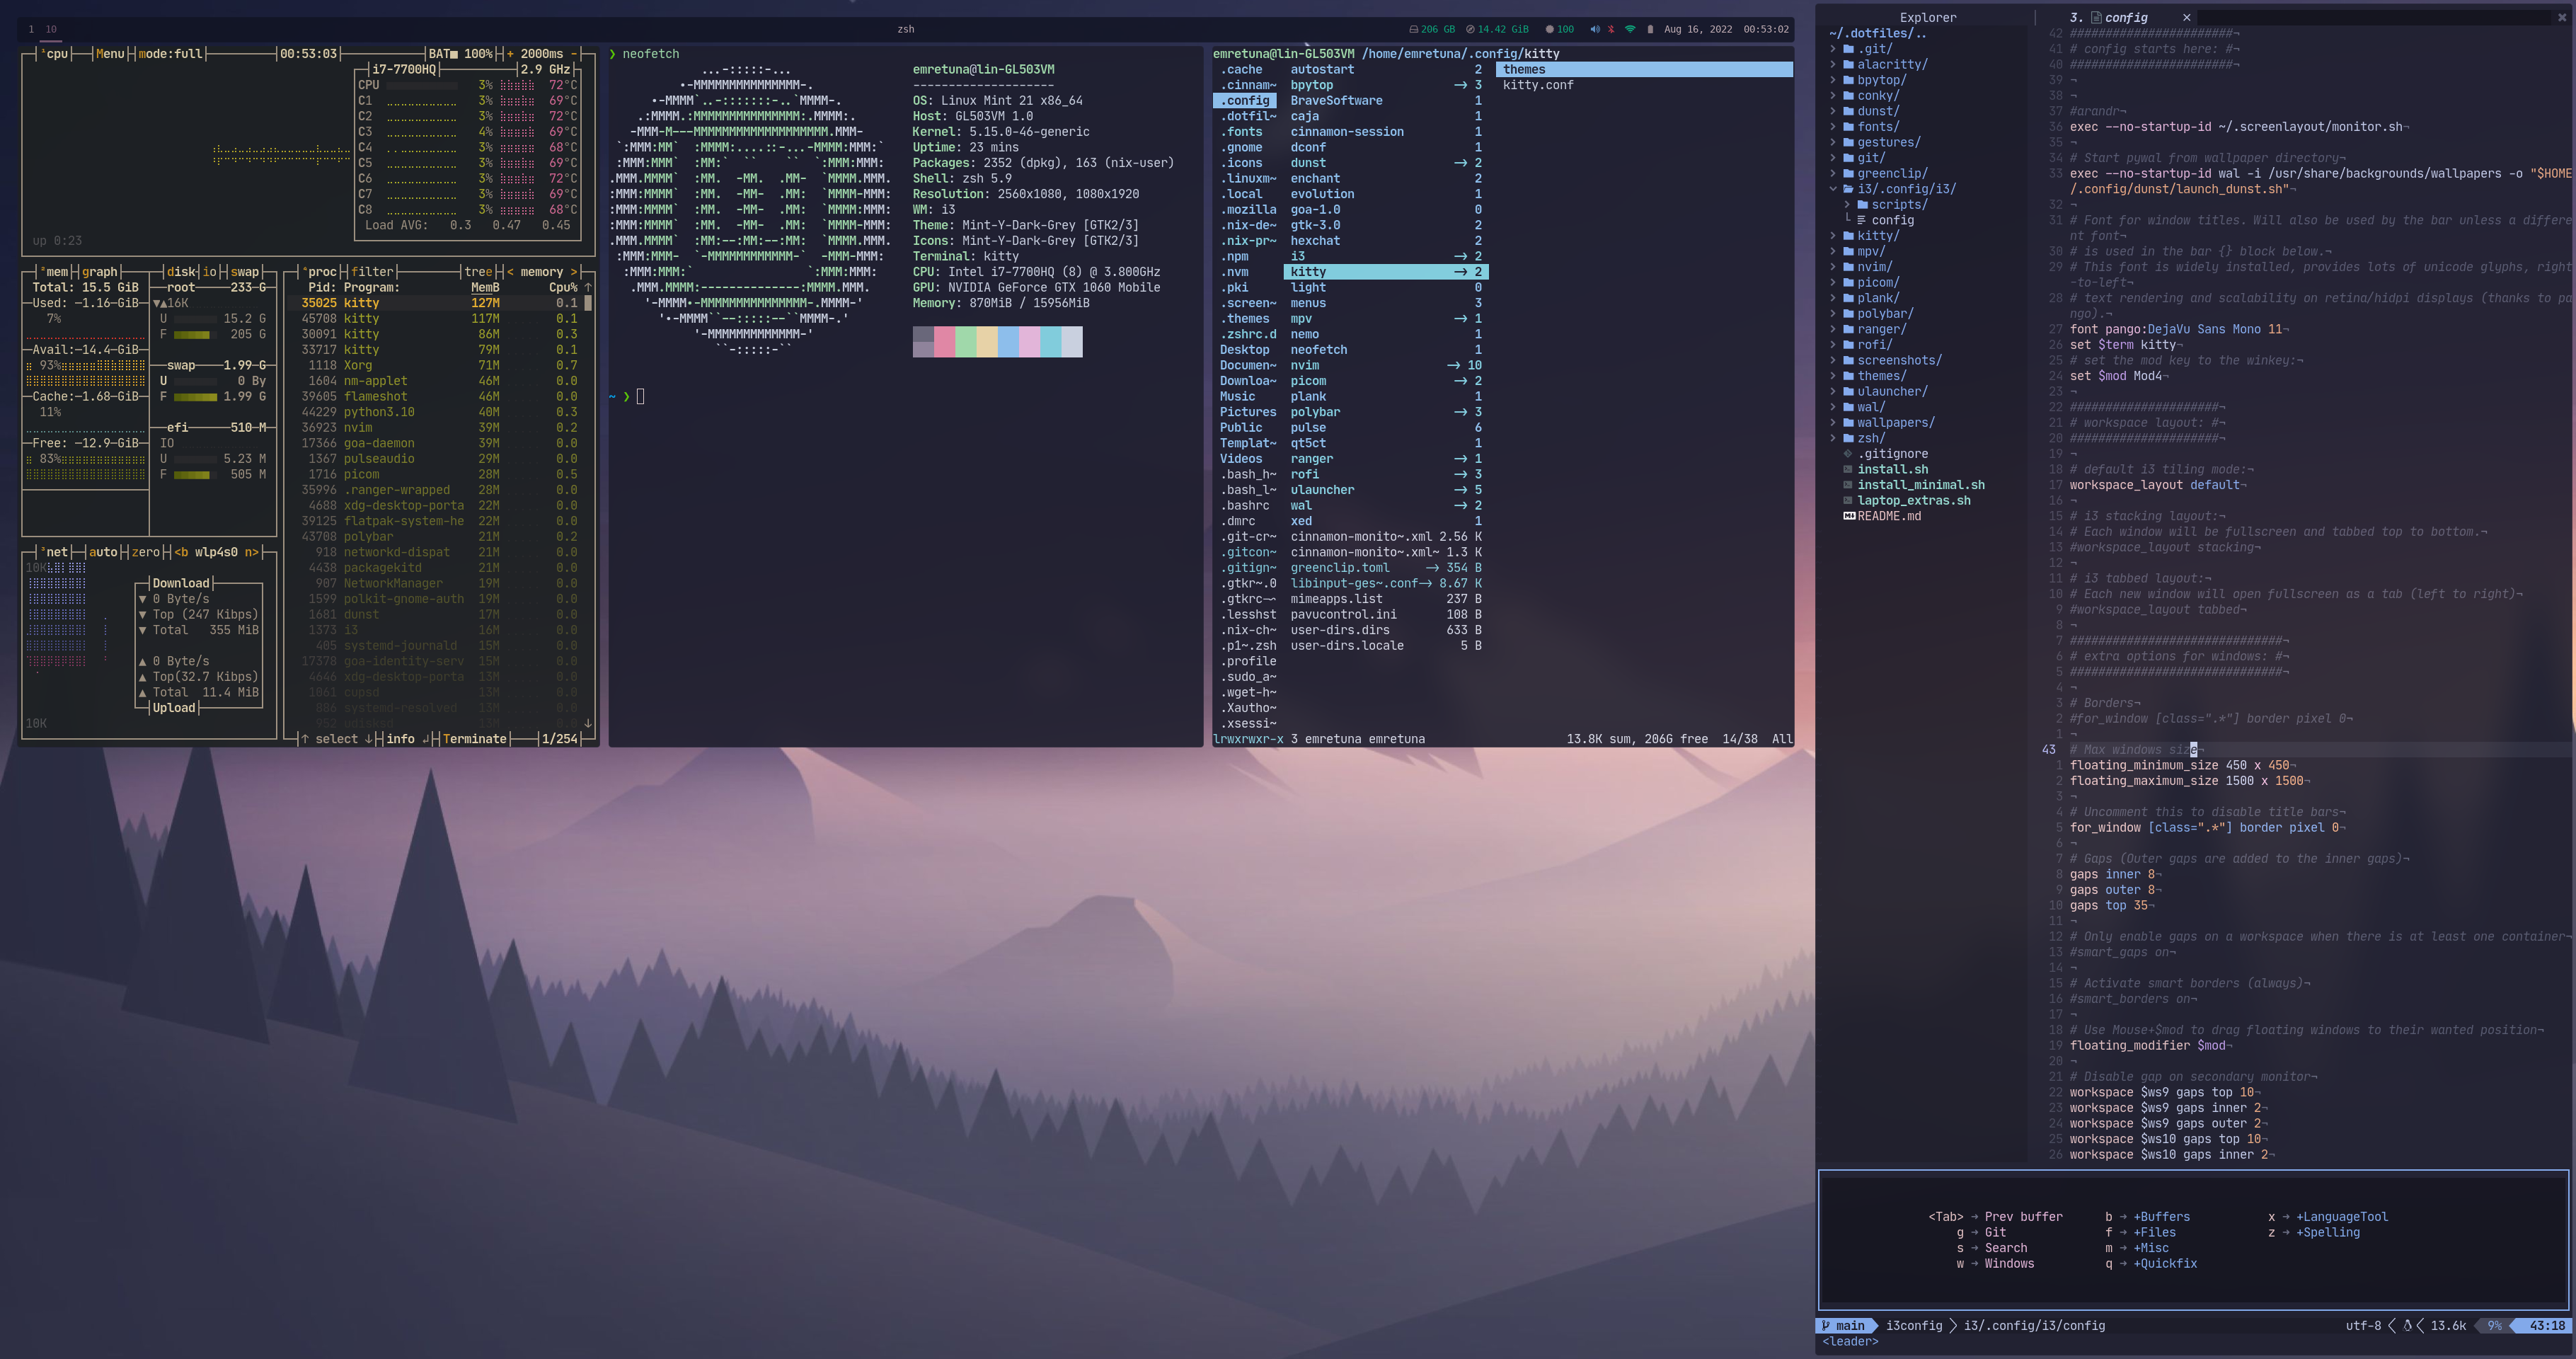 1 10
zsh
206 GB 14.42 GiB 100 Aug 16, 2022 00:53:02
¹cpu Menu mode:full 00:53:03 BAT■ 100% + 2000ms -
i7-7700HQ 2.9 GHz
CPU 3% 72°C
C1 3% 69°C
C2 3% 72°C
C3 4% 69°C
C4 3% 68°C
C5 3% 69°C
C6 3% 72°C
C7 3% 69°C
C8 3% 68°C
Load AVG: 0.3 0.47 0.45
up 0:23
²mem graph
Total: 15.5 GiB
Used: 1.16 GiB
7%
Avail: 14.4 GiB
93%
Cache: 1.68 GiB
11%
Free: 12.9 GiB
83%
disk io swap
root 233 G
▼▲16K
U 15.2 G
F 205 G
swap 1.99 G
U 0 By
F 1.99 G
efi 510 M
IO
U 5.23 M
F 505 M
³net auto zero <b wlp4s0 n>
10K
Download
▼ 0 Byte/s
▼ Top (247 Kibps)
▼ Total 355 MiB
▲ 0 Byte/s
▲ Top(32.7 Kibps)
▲ Total 11.4 MiB
Upload
10K
⁴proc filter tree < memory >
Pid: Program: MemB Cpu% ↑
35025 kitty 127M 0.1
45708 kitty 117M 0.1
30091 kitty 86M 0.3
33717 kitty 79M 0.1
1118 Xorg 71M 0.7
1604 nm-applet 46M 0.0
39605 flameshot 46M 0.0
44229 python3.10 40M 0.3
36923 nvim 39M 0.2
17366 goa-daemon 39M 0.0
1367 pulseaudio 29M 0.0
1716 picom 28M 0.5
35996 .ranger-wrapped 28M 0.0
4688 xdg-desktop-porta 22M 0.0
39125 flatpak-system-he 22M 0.0
43708 polybar 21M 0.2
918 networkd-dispat 21M 0.0
4438 packagekitd 21M 0.0
907 NetworkManager 19M 0.0
1599 polkit-gnome-auth 19M 0.0
1681 dunst 17M 0.0
1373 i3 16M 0.0
405 systemd-journald 15M 0.0
17378 goa-identity-serv 15M 0.0
4646 xdg-desktop-porta 13M 0.0
1861 cupsd 13M 0.0
886 systemd-resolved 13M 0.0
952 udisksd 13M 0.0
↑ select ↓ info ↲ Terminate 1/254
❯ neofetch
emretuna@lin-GL503VM
--------------------
OS: Linux Mint 21 x86_64
Host: GL503VM 1.0
Kernel: 5.15.0-46-generic
Uptime: 23 mins
Packages: 2352 (dpkg), 163 (nix-user)
Shell: zsh 5.9
Resolution: 2560x1080, 1080x1920
WM: i3
Theme: Mint-Y-Dark-Grey [GTK2/3]
Icons: Mint-Y-Dark-Grey [GTK2/3]
Terminal: kitty
CPU: Intel i7-7700HQ (8) @ 3.800GHz
GPU: NVIDIA GeForce GTX 1060 Mobile
Memory: 870MiB / 15956MiB
~ ❯
emretuna@lin-GL503VM /home/emretuna/.config/kitty
.cache autostart 2 themes
.cinnam~ bpytop → 3 kitty.conf
.config BraveSoftware 1
.dotfil~ caja 1
.fonts cinnamon-session 1
.gnome dconf 1
.icons dunst → 2
.linuxm~ enchant 2
.local evolution 1
.mozilla goa-1.0 0
.nix-de~ gtk-3.0 2
.nix-pr~ hexchat 2
.npm i3 → 2
.nvm kitty → 2
.pki light 0
.screen~ menus 3
.themes mpv → 1
.zshrc.d nemo 1
Desktop neofetch 1
Documen~ nvim → 10
Downloa~ picom → 2
Music plank 1
Pictures polybar → 3
Public pulse 6
Templat~ qt5ct 1
Videos ranger → 1
.bash_h~ rofi → 3
.bash_l~ ulauncher → 5
.bashrc wal → 2
.dmrc xed 1
.git-cr~ cinnamon-monito~.xml 2.56 K
.gitcon~ cinnamon-monito~.xml~ 1.3 K
.gitign~ greenclip.toml → 354 B
.gtkr~.0 libinput-ges~.conf→ 8.67 K
.gtkrc~~ mimeapps.list 237 B
.lesshst pavucontrol.ini 108 B
.nix-ch~ user-dirs.dirs 633 B
.p1~.zsh user-dirs.locale 5 B
.profile
.sudo_a~
.wget-h~
.Xautho~
.xsessi~
lrwxrwxr-x 3 emretuna emretuna 13.8K sum, 206G free 14/38 All
Explorer
~/.dotfiles/..
.git/
alacritty/
bpytop/
conky/
dunst/
fonts/
gestures/
git/
greenclip/
i3/.config/i3/
scripts/
config
kitty/
mpv/
nvim/
picom/
plank/
polybar/
ranger/
rofi/
screenshots/
themes/
ulauncher/
wal/
wallpapers/
zsh/
.gitignore
install.sh
install_minimal.sh
laptop_extras.sh
README.md
3. config ✕
42 #######################¬
41 # config starts here: #¬
40 #######################¬
39 ¬
38 ¬
37 #arandr¬
36 exec --no-startup-id ~/.screenlayout/monitor.sh¬
35 ¬
34 # Start pywal from wallpaper directory¬
33 exec --no-startup-id wal -i /usr/share/backgrounds/wallpapers -o "$HOME
/.config/dunst/launch_dunst.sh"¬
32 ¬
31 # Font for window titles. Will also be used by the bar unless a differe
nt font¬
30 # is used in the bar {} block below.¬
29 # This font is widely installed, provides lots of unicode glyphs, right
-to-left¬
28 # text rendering and scalability on retina/hidpi displays (thanks to pa
ngo).¬
27 font pango:DejaVu Sans Mono 11¬
26 set $term kitty¬
25 # set the mod key to the winkey:¬
24 set $mod Mod4¬
23 ¬
22 #####################¬
21 # workspace layout: #¬
20 #####################¬
19 ¬
18 # default i3 tiling mode:¬
17 workspace_layout default¬
16 ¬
15 # i3 stacking layout:¬
14 # Each window will be fullscreen and tabbed top to bottom.¬
13 #workspace_layout stacking¬
12 ¬
11 # i3 tabbed layout:¬
10 # Each new window will open fullscreen as a tab (left to right)¬
9 #workspace_layout tabbed¬
8 ¬
7 ##############################¬
6 # extra options for windows: #¬
5 ##############################¬
4 ¬
3 # Borders¬
2 #for_window [class=".*"] border pixel 0¬
1 ¬
43 # Max windows size¬
1 floating_minimum_size 450 x 450¬
2 floating_maximum_size 1500 x 1500¬
3 ¬
4 # Uncomment this to disable title bars¬
5 for_window [class=".*"] border pixel 0¬
6 ¬
7 # Gaps (Outer gaps are added to the inner gaps)¬
8 gaps inner 8¬
9 gaps outer 8¬
10 gaps top 35¬
11 ¬
12 # Only enable gaps on a workspace when there is at least one container¬
13 #smart_gaps on¬
14 ¬
15 # Activate smart borders (always)¬
16 #smart_borders on¬
17 ¬
18 # Use Mouse+$mod to drag floating windows to their wanted position¬
19 floating_modifier $mod¬
20 ¬
21 # Disable gap on secondary monitor¬
22 workspace $ws9 gaps top 10¬
23 workspace $ws9 gaps inner 2¬
24 workspace $ws9 gaps outer 2¬
25 workspace $ws10 gaps top 10¬
26 workspace $ws10 gaps inner 2¬
<Tab> → Prev buffer b → +Buffers x → +LanguageTool
g → Git f → +Files z → +Spelling
s → Search m → +Misc
w → Windows q → +Quickfix
main i3config i3/.config/i3/config utf-8 13.6k 9% 43:18
<leader>